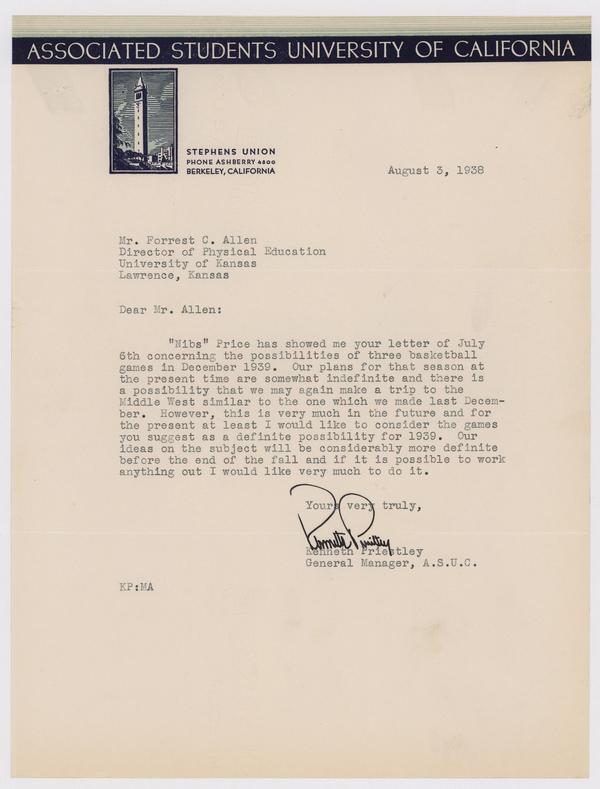 ASSOCIATED STUDENTS UNIVERSITY OF CALIFORNIA
STEPHENS UNION
PHONE ASHBERRY 4800
BERKELEY, CALIFORNIA
August 3, 1938
Mr. Forrest C. Allen
Director of Physical Education
University of Kansas
Lawrence, Kansas
Dear Mr. Allen:
"Nibs" Price has showed me your letter of July
6th concerning the possibilities of three basketball
games in December 1939. Our plans for that season at
the present time are somewhat indefinite and there is
a possibility that we may again make a trip to the
Middle West similar to the one which we made last Decem-
ber. However, this is very much in the future and for
the present at least I would like to consider the games
you suggest as a definite possibility for 1939. Our
ideas on the subject will be considerably more definite
before the end of the fall and if it is possible to work
anything out I would like very much to do it.
Yours very truly,
Kenneth Priestley
Kenneth Priestley
General Manager, A.S.U.C.
KP:MA